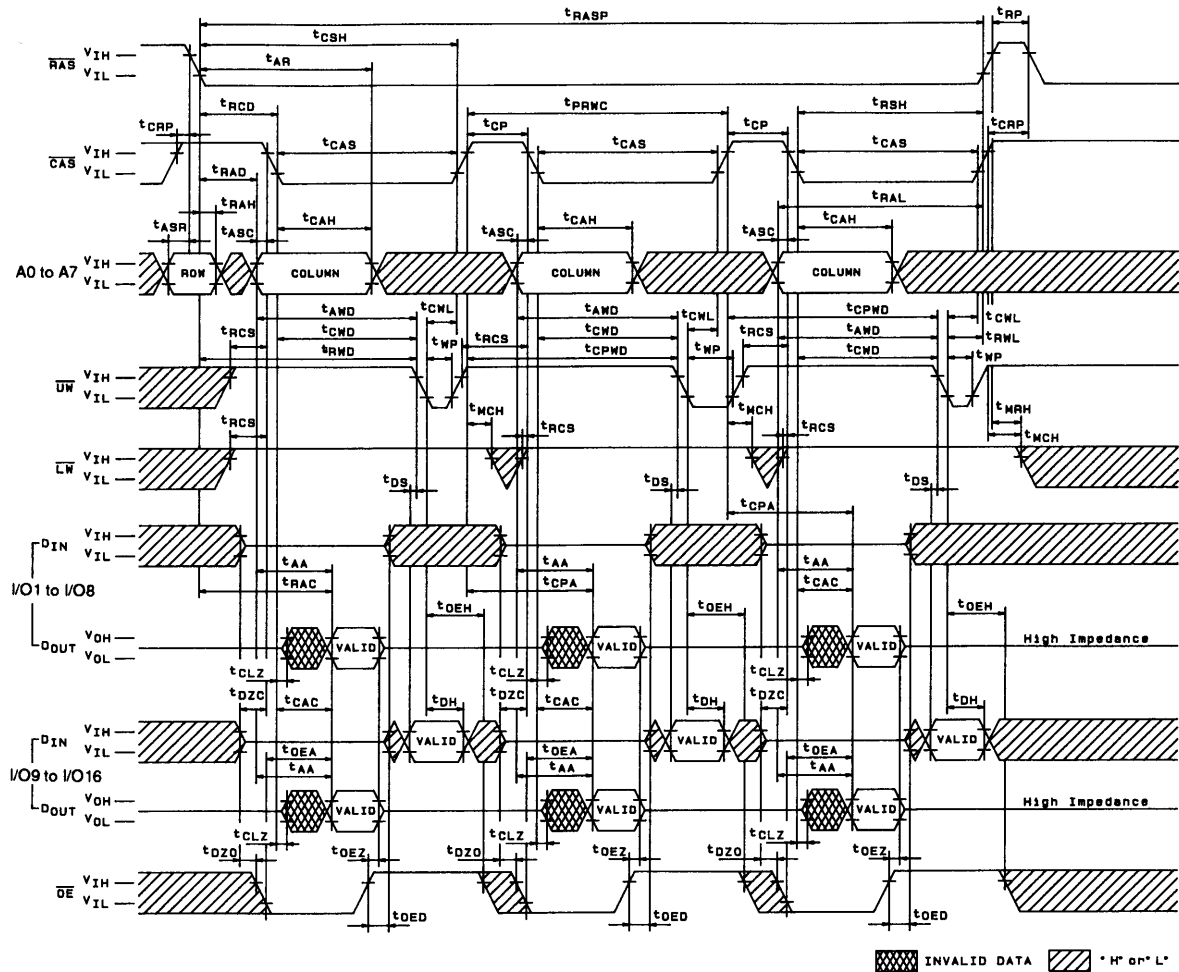 tRASP
tRP
tCSH
tAR
RAS VIH VIL
tRCD
tPRWC
tRSH
tCRP
tCP
tCP
tCRP
CAS VIH VIL
tCAS
tCAS
tCAS
tRAD
tRAL
tRAH
tASR
tASC
tCAH
tASC
tCAH
tASC
tCAH
A0 to A7 VIH VIL
ROW COLUMN COLUMN COLUMN
tAWD tCWL tAWD tCWL tCPWD tCWL
tRCS tCWD tRCS tCWD tRCS tAWD tRWL
tRWD tWP tCPWD tWP tCWD tWP
UW VIH VIL
tMCH tMRH
tRCS tRCS tRCS tMCH
LW VIH VIL
tDS tDS tDS
tCPA
DIN VIH VIL
I/O1 to I/O8
tAA tAA tAA
tRAC tCPA tCAC
tOEH tOEH tOEH
DOUT VOH VOL
VALID VALID VALID High Impedance
tCLZ tCLZ tCLZ
tDZC tCAC tDH tDZC tCAC tDH tDZC tDH
DIN VIH VIL
VALID VALID VALID
I/O9 to I/O16
tOEA tOEA tOEA
tAA tAA tAA
DOUT VOH VOL
VALID VALID VALID High Impedance
tCLZ tCLZ tCLZ
tDZO tOEZ tDZO tOEZ tDZO tOEZ
OE VIH VIL
tOED tOED tOED
INVALID DATA "H" or "L"